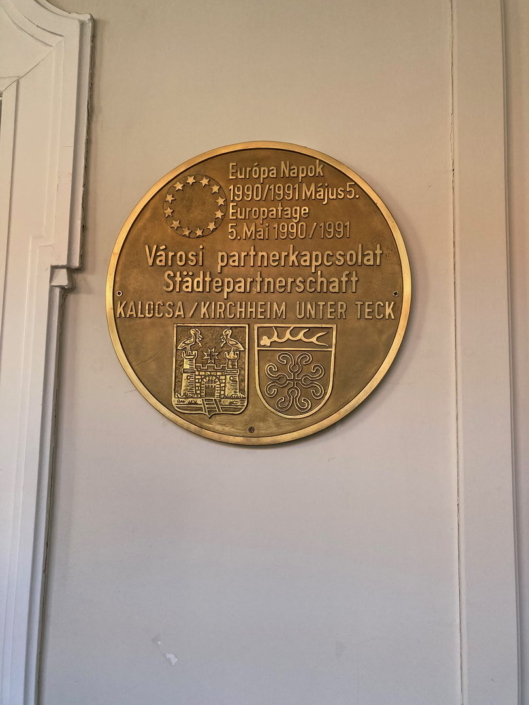 Európa Napok
1990/1991 Május 5.
Europatage
5. Mai 1990/1991
Városi partnerkapcsolat
Städtepartnerschaft
KALOCSA/KIRCHHEIM UNTER TECK